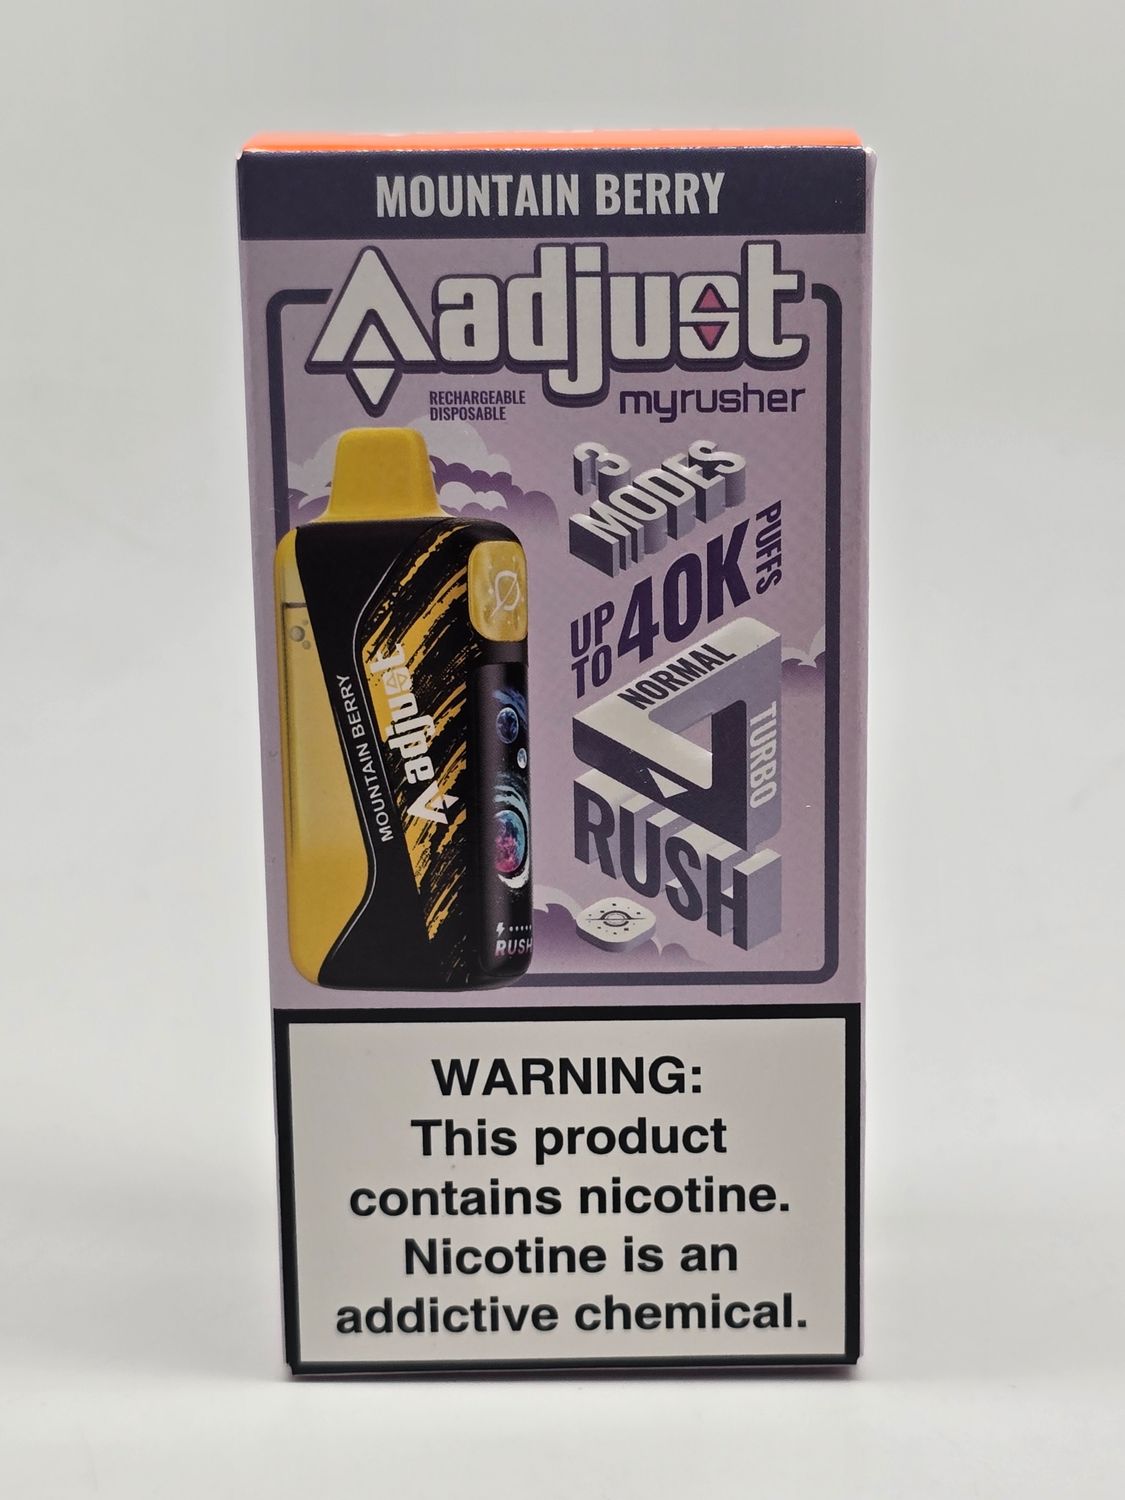 MOUNTAIN BERRY
adjust
RECHARGEABLE
DISPOSABLE
myrusher
3
MODES
UP
TO
40K
PUFFS
NORMAL
TURBO
RUSH
MOUNTAIN BERRY
adjust
RUSH
WARNING:
This product
contains nicotine.
Nicotine is an
addictive chemical.